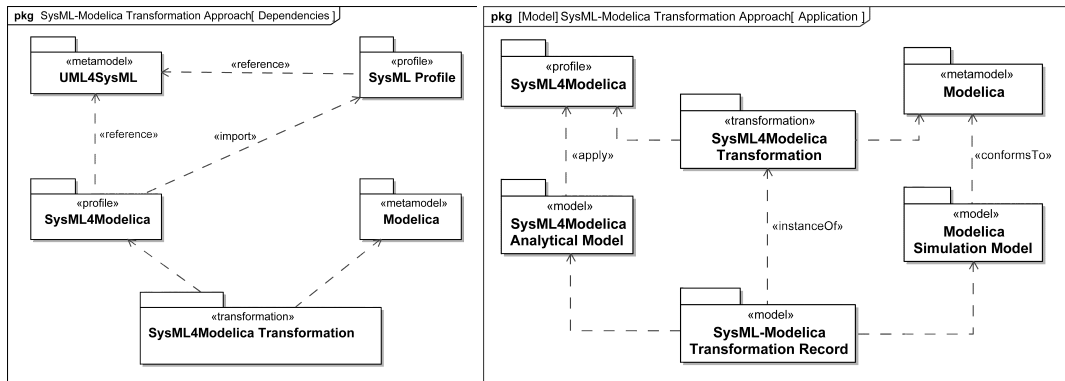 pkg SysML-Modelica Transformation Approach[ Dependencies]
«metamodel»
UML4SysML
«reference»
SysML Profile
«reference»
«import»
«profile»
SysML4Modelica
«metamodel»
Modelica
«transformation»
SysML4Modelica Transformation
pkg [Model] SysML-Modelica Transformation Approach[ Application ]
«profile»
SysML4Modelica
«metamodel»
Modelica
«transformation»
SysML4Modelica
Transformation
«apply»
«conformsTo»
«model»
SysML4Modelica
Analytical Model
«instanceOf»
«model»
Modelica
Simulation Model
«model»
SysML-Modelica
Transformation Record